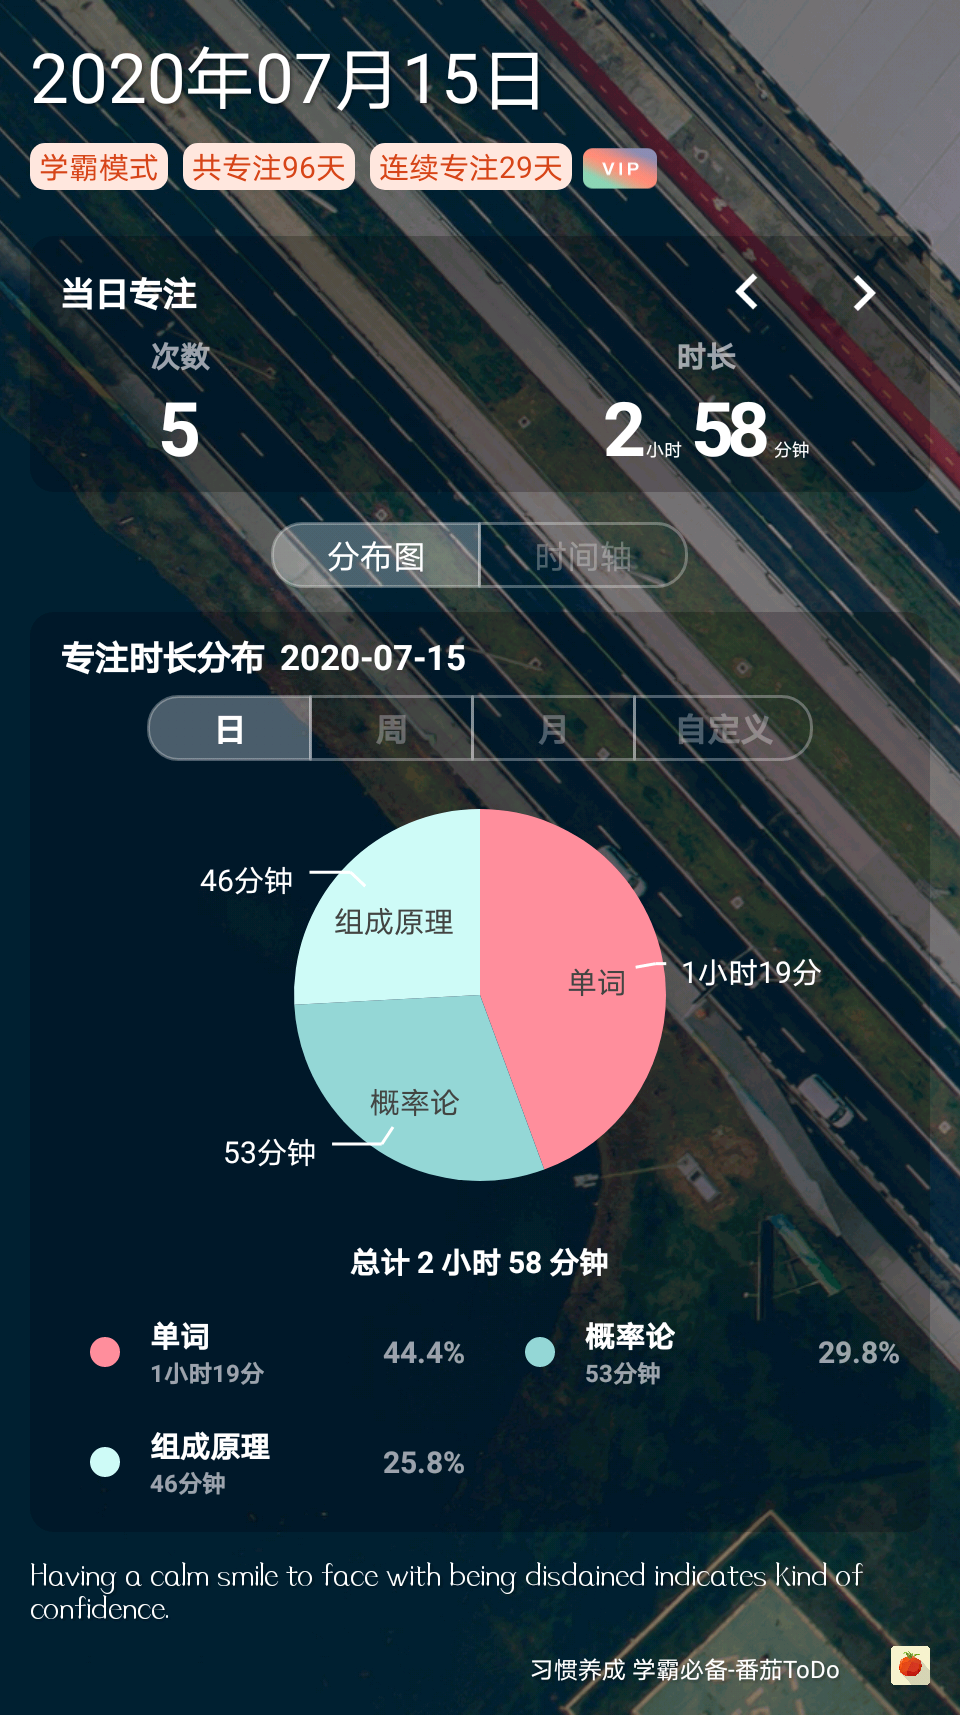 2020年07月15日
学霸模式 共专注96天 连续专注29天 VIP
当日专注
次数 时长
5 2小时 58分钟
分布图 时间轴
专注时长分布 2020-07-15
日 周 月 自定义
46分钟
组成原理
单词 1小时19分
概率论
53分钟
总计 2 小时 58 分钟
单词 44.4% 概率论 29.8%
1小时19分 53分钟
组成原理 25.8%
46分钟
Having a calm smile to face with being disdained indicates kind of
confidence.
习惯养成 学霸必备-番茄ToDo